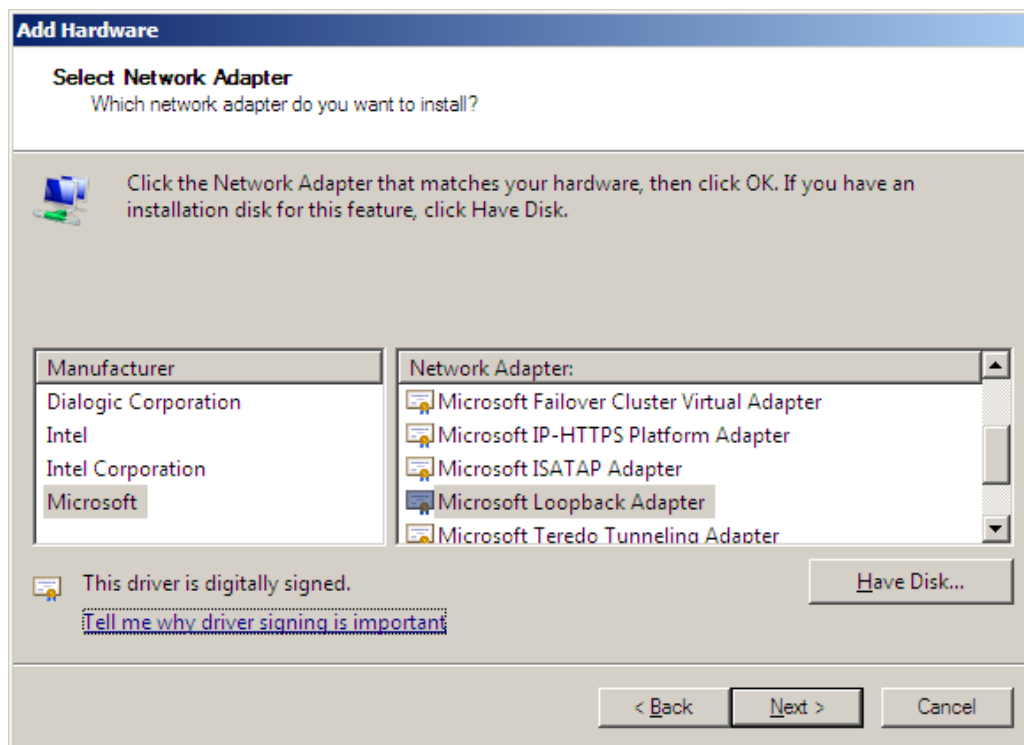 Add Hardware
Select Network Adapter
Which network adapter do you want to install?
Click the Network Adapter that matches your hardware, then click OK. If you have an
installation disk for this feature, click Have Disk.
Manufacturer
Dialogic Corporation
Intel
Intel Corporation
Microsoft
Network Adapter:
Microsoft Failover Cluster Virtual Adapter
Microsoft IP-HTTPS Platform Adapter
Microsoft ISATAP Adapter
Microsoft Loopback Adapter
Microsoft Teredo Tunneling Adapter
This driver is digitally signed.
Tell me why driver signing is important
Have Disk...
< Back
Next >
Cancel